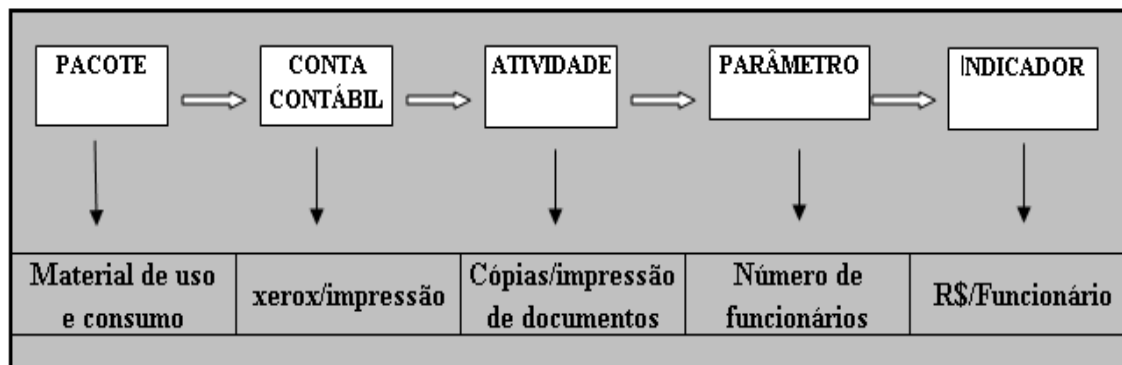 PACOTE
CONTA
CONTÁBIL
ATIVIDADE
PARÂMETRO
INDICADOR
Material de uso
e consumo
xerox/impressão
Cópias/impressão
de documentos
Número de
funcionários
R$/Funcionário